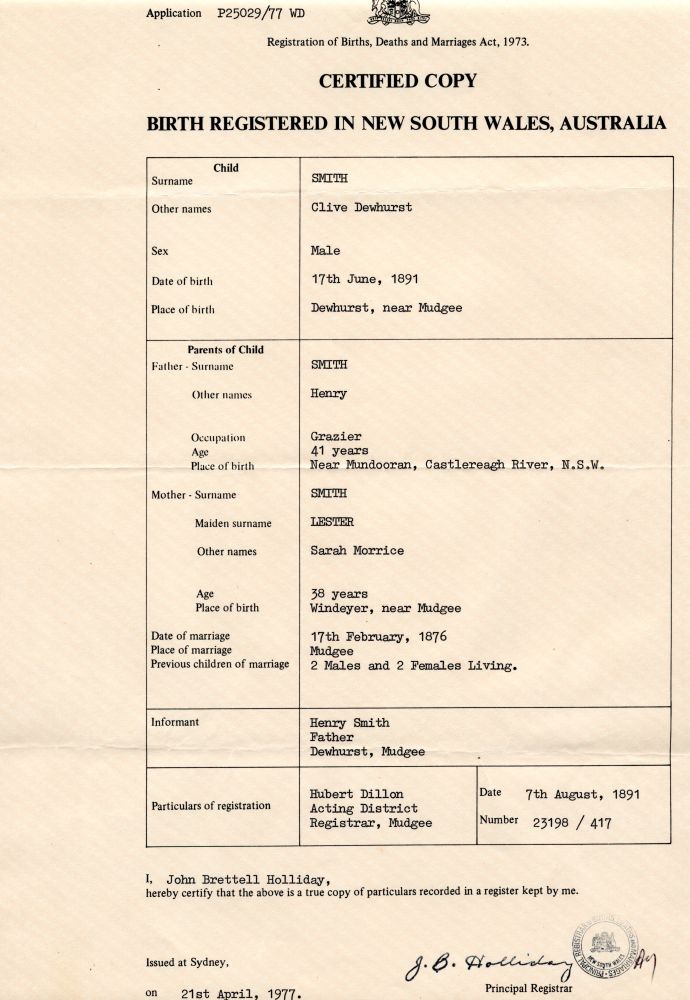 Application P25029/77 WD
Registration of Births, Deaths and Marriages Act, 1973.
CERTIFIED COPY
BIRTH REGISTERED IN NEW SOUTH WALES, AUSTRALIA
Child
Surname SMITH
Other names Clive Dewhurst
Sex Male
Date of birth 17th June, 1891
Place of birth Dewhurst, near Mudgee
Parents of Child
Father - Surname SMITH
Other names Henry
Occupation Grazier
Age 41 years
Place of birth Near Mundooran, Castlereagh River, N.S.W.
Mother - Surname SMITH
Maiden surname LESTER
Other names Sarah Morrice
Age 38 years
Place of birth Windeyer, near Mudgee
Date of marriage 17th February, 1876
Place of marriage Mudgee
Previous children of marriage 2 Males and 2 Females Living.
Informant Henry Smith
Father
Dewhurst, Mudgee
Particulars of registration Hubert Dillon
Acting District
Registrar, Mudgee
Date 7th August, 1891
Number 23198 / 417
I, John Brettell Holliday,
hereby certify that the above is a true copy of particulars recorded in a register kept by me.
Issued at Sydney,
J. B. Holliday
Principal Registrar
on 21st April, 1977.